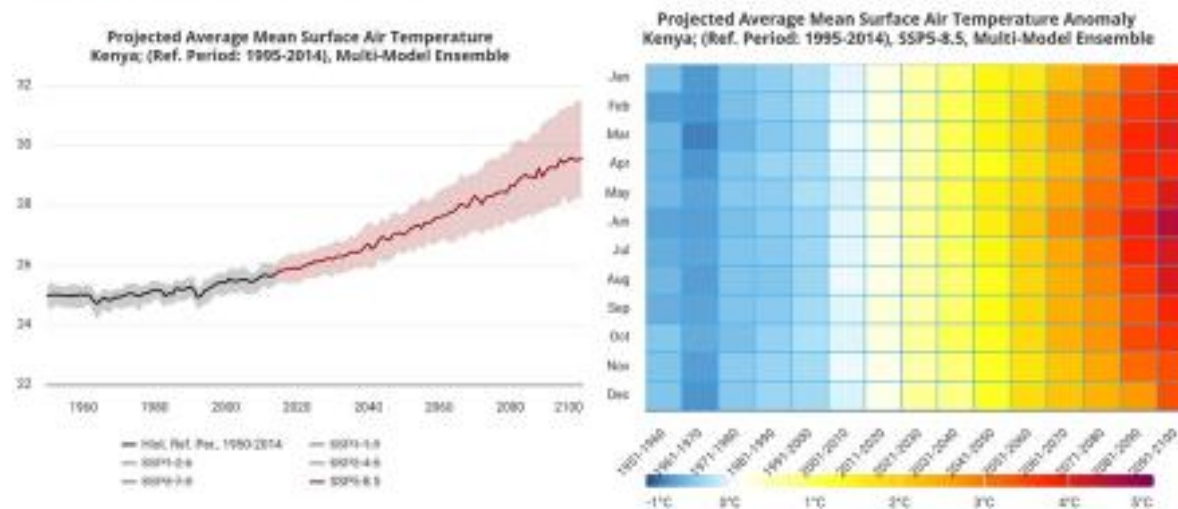 Projected Average Mean Surface Air Temperature
Kenya; (Ref. Period: 1995-2014), Multi-Model Ensemble
32
30
28
26
24
22
1960
1980
2000
2020
2040
2060
2080
2100
Hist. Ref. Per., 1950-2014
SSP1-1.9
SSP1-2.6
SSP2-4.5
SSP3-7.0
SSP5-8.5
Projected Average Mean Surface Air Temperature Anomaly
Kenya; (Ref. Period: 1995-2014), SSP5-8.5, Multi-Model Ensemble
Jan
Feb
Mar
Apr
May
Jun
Jul
Aug
Sep
Oct
Nov
Dec
1951-1960
1961-1970
1971-1980
1981-1990
1991-2000
2001-2010
2011-2020
2021-2030
2031-2040
2041-2050
2051-2060
2061-2070
2071-2080
2081-2090
2091-2100
-1°C
0°C
1°C
2°C
3°C
4°C
5°C